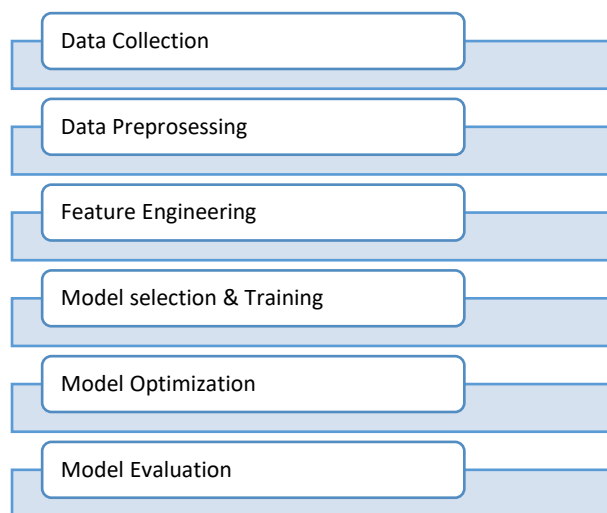 Data Collection
Data Preprosessing
Feature Engineering
Model selection & Training
Model Optimization
Model Evaluation